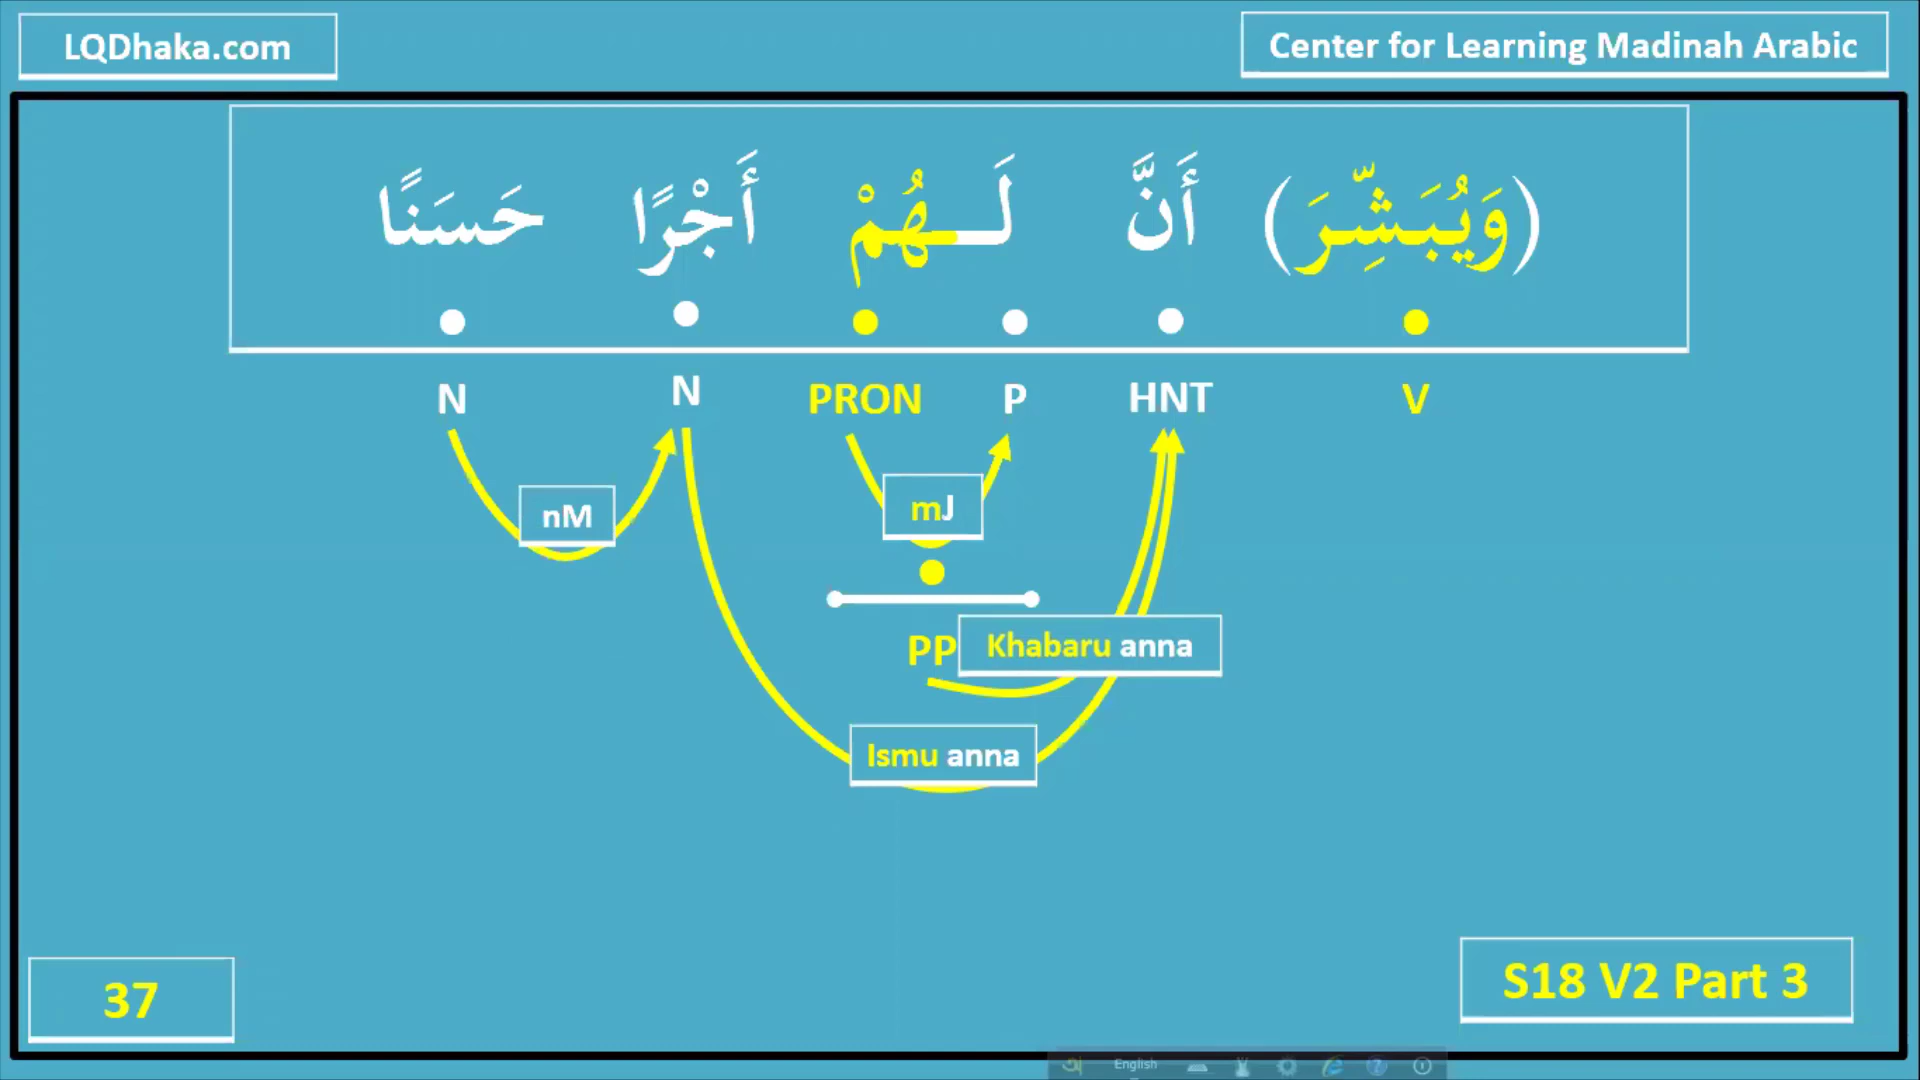 LQDhaka.com
Center for Learning Madinah Arabic
(وَيُبَشِّرَ) أَنَّ لَهُمْ أَجْرًا حَسَنًا
N N PRON P HNT V
nM
mJ
PP
Khabaru anna
Ismu anna
37
S18 V2 Part 3
English